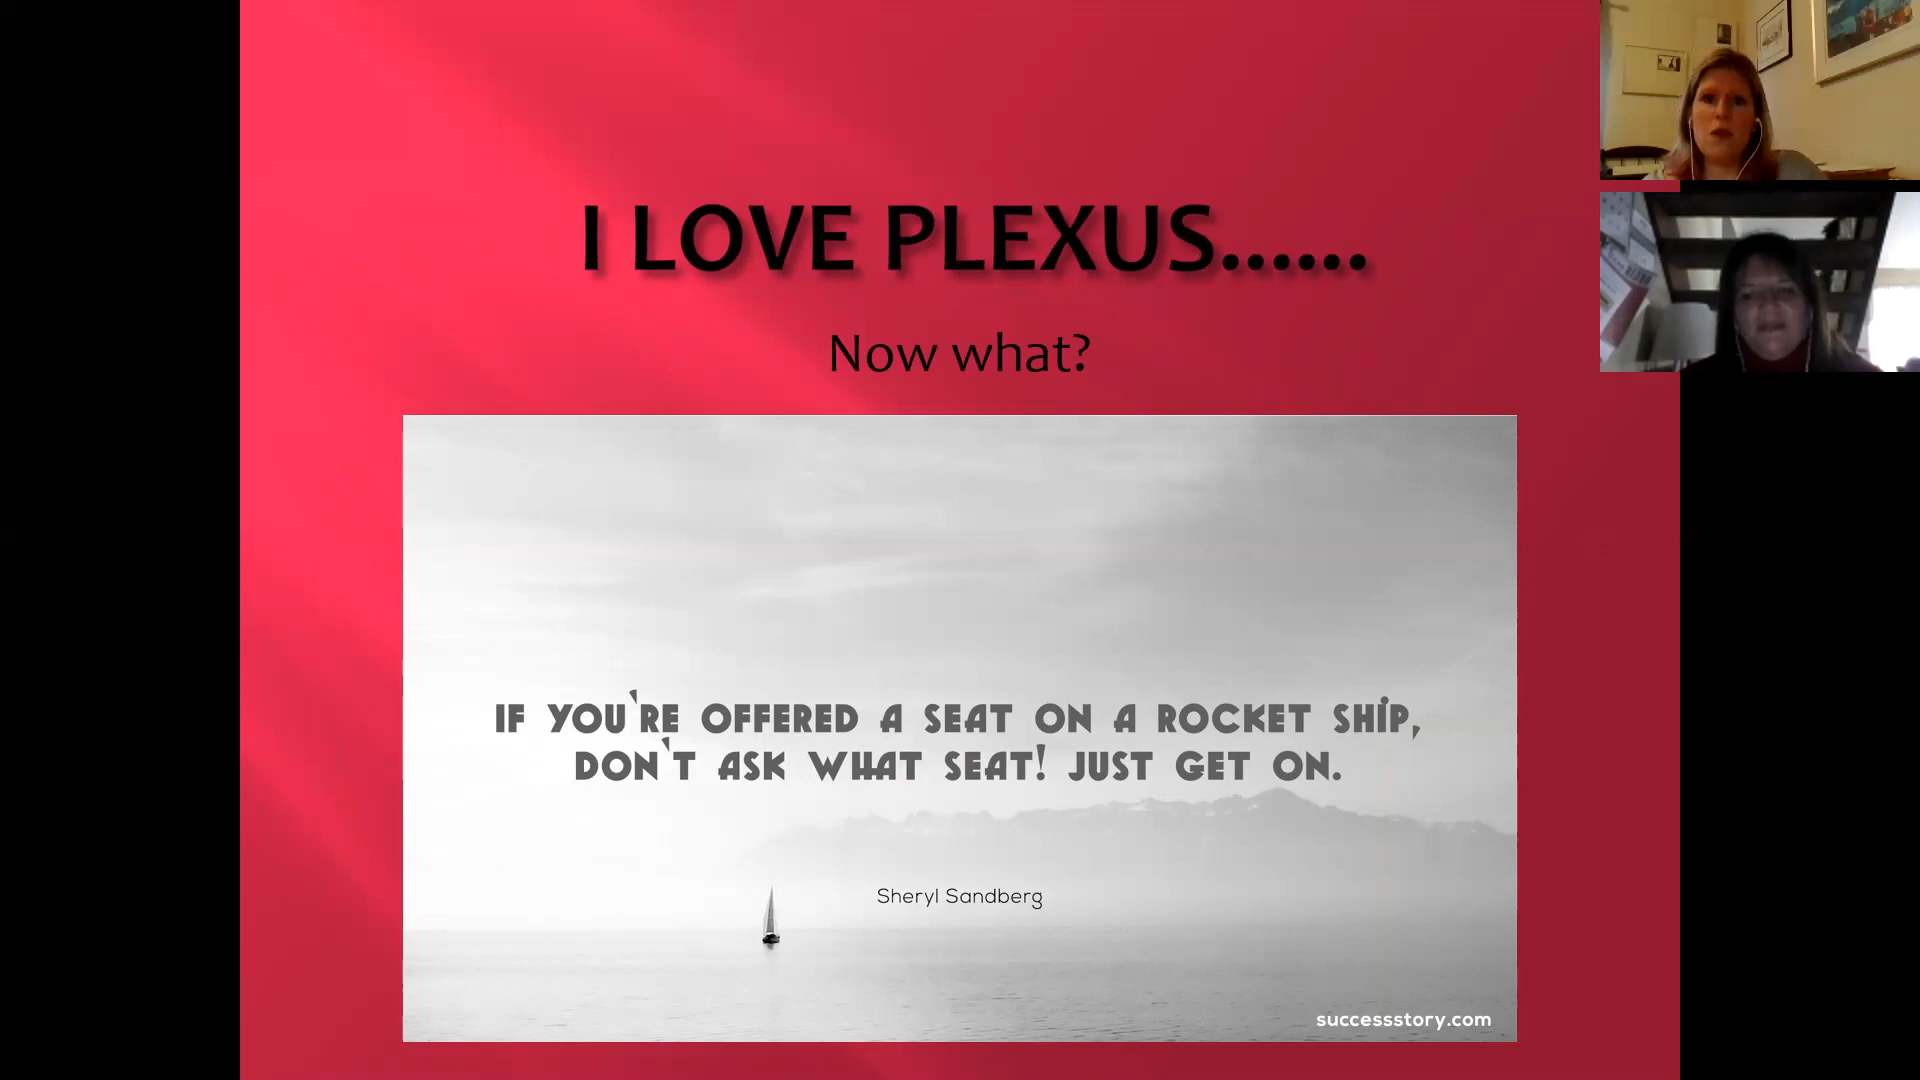 I LOVE PLEXUS......
Now what?
IF YOU'RE OFFERED A SEAT ON A ROCKET SHIP,
DON'T ASK WHAT SEAT! JUST GET ON.
Sheryl Sandberg
successstory.com